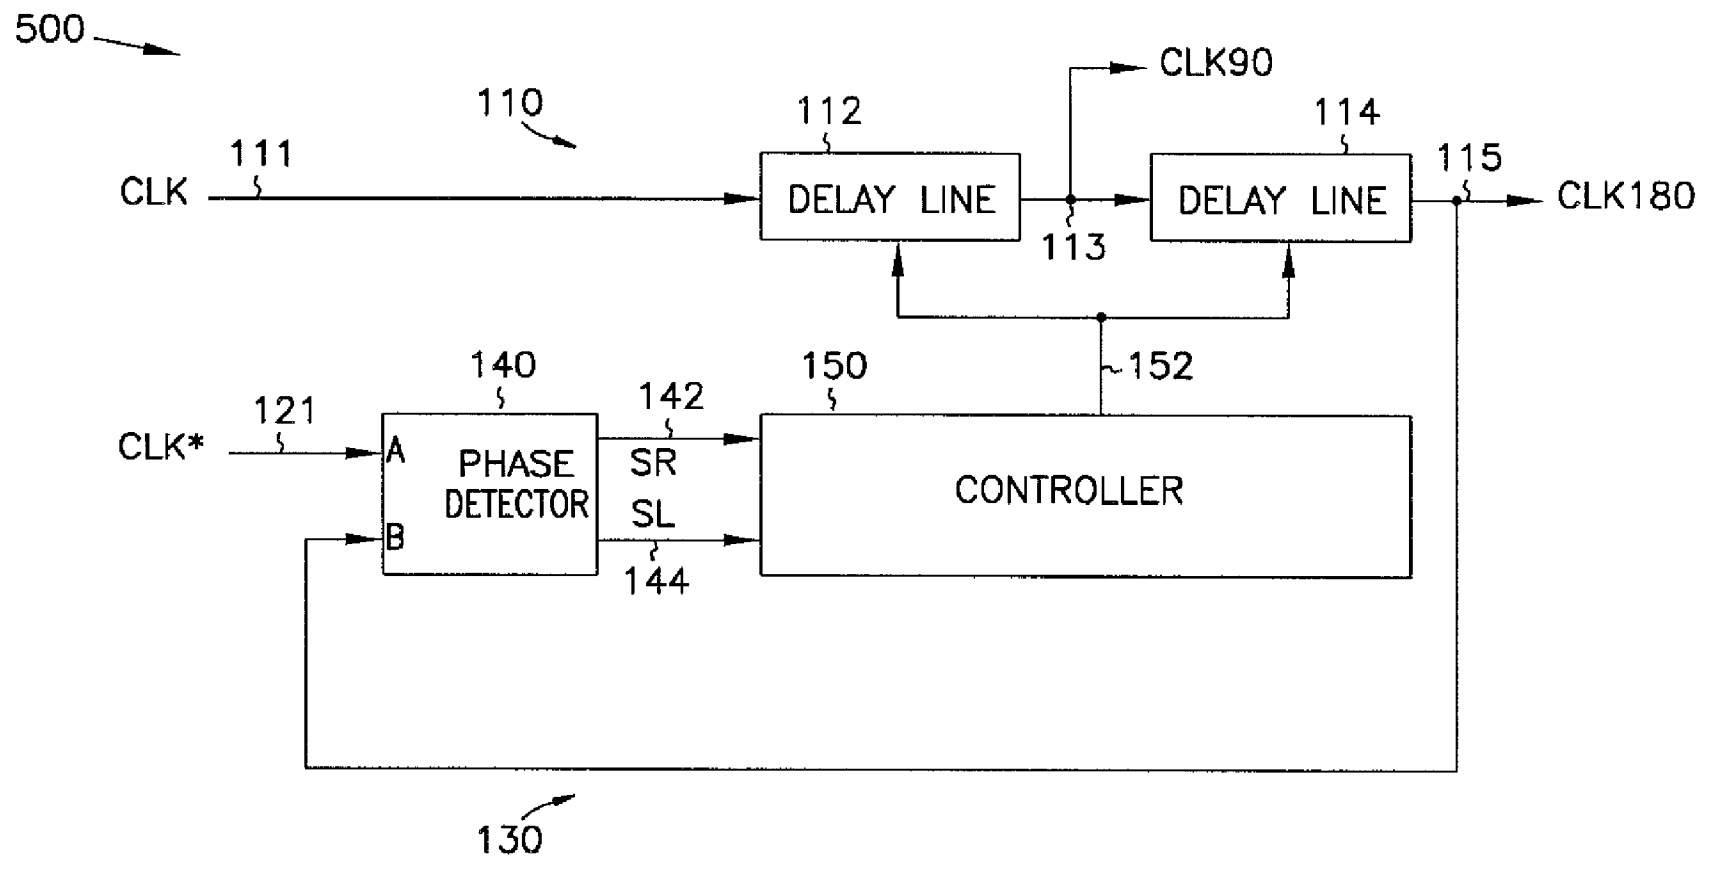 500
CLK90
110
112
114
111
115
CLK
DELAY LINE
DELAY LINE
CLK180
113
140
150
152
121
142
CLK*
A
PHASE
DETECTOR
SR
CONTROLLER
SL
B
144
130